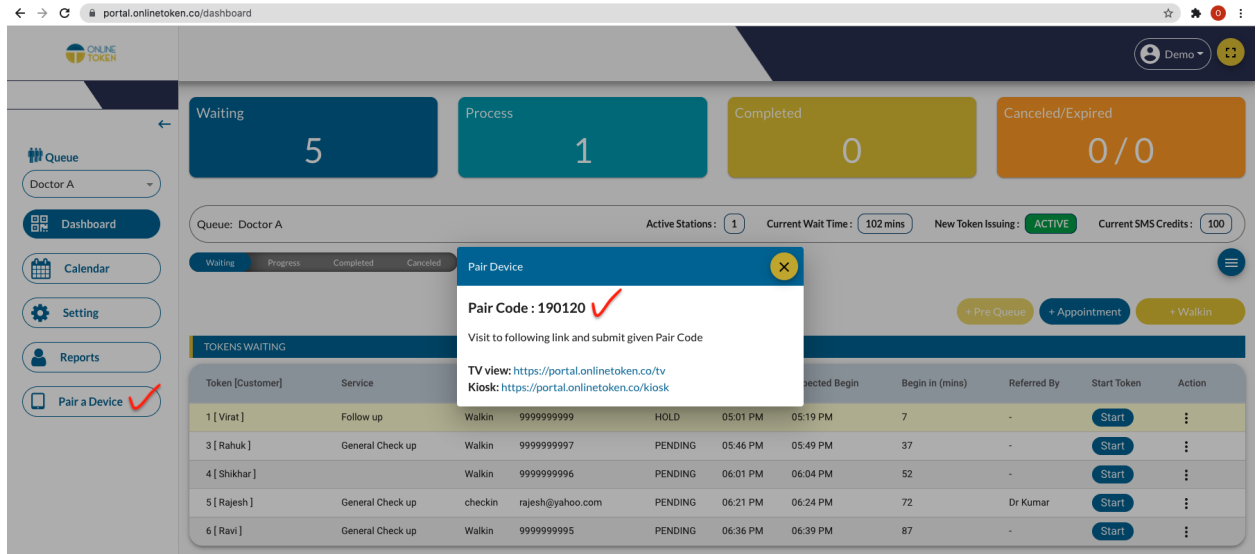 portal.onlinetoken.co/dashboard
O
ONLINE
TOKEN
Demo
Waiting
5
Process
1
Completed
0
Canceled/Expired
0 / 0
Queue
Doctor A
Dashboard
Calendar
Setting
Reports
Pair a Device
Queue: Doctor A
Active Stations : 1
Current Wait Time : 102 mins
New Token Issuing : ACTIVE
Current SMS Credits : 100
Waiting Progress Completed Canceled
Pair Device
Pair Code : 190120
Visit to following link and submit given Pair Code
TV view: https://portal.onlinetoken.co/tv
Kiosk: https://portal.onlinetoken.co/kiosk
+ Pre Queue + Appointment + Walkin
TOKENS WAITING
Token [Customer] Service Begin in (mins) Referred By Start Token Action
1 [ Virat ] Follow up Walkin 9999999999 HOLD 05:01 PM 05:19 PM 7 - Start
3 [ Rahuk ] General Check up Walkin 9999999997 PENDING 05:46 PM 05:49 PM 37 - Start
4 [ Shikhar ] Walkin 9999999996 PENDING 06:01 PM 06:04 PM 52 - Start
5 [ Rajesh ] General Check up checkin rajesh@yahoo.com PENDING 06:21 PM 06:24 PM 72 Dr Kumar Start
6 [ Ravi ] General Check up Walkin 9999999995 PENDING 06:36 PM 06:39 PM 87 - Start